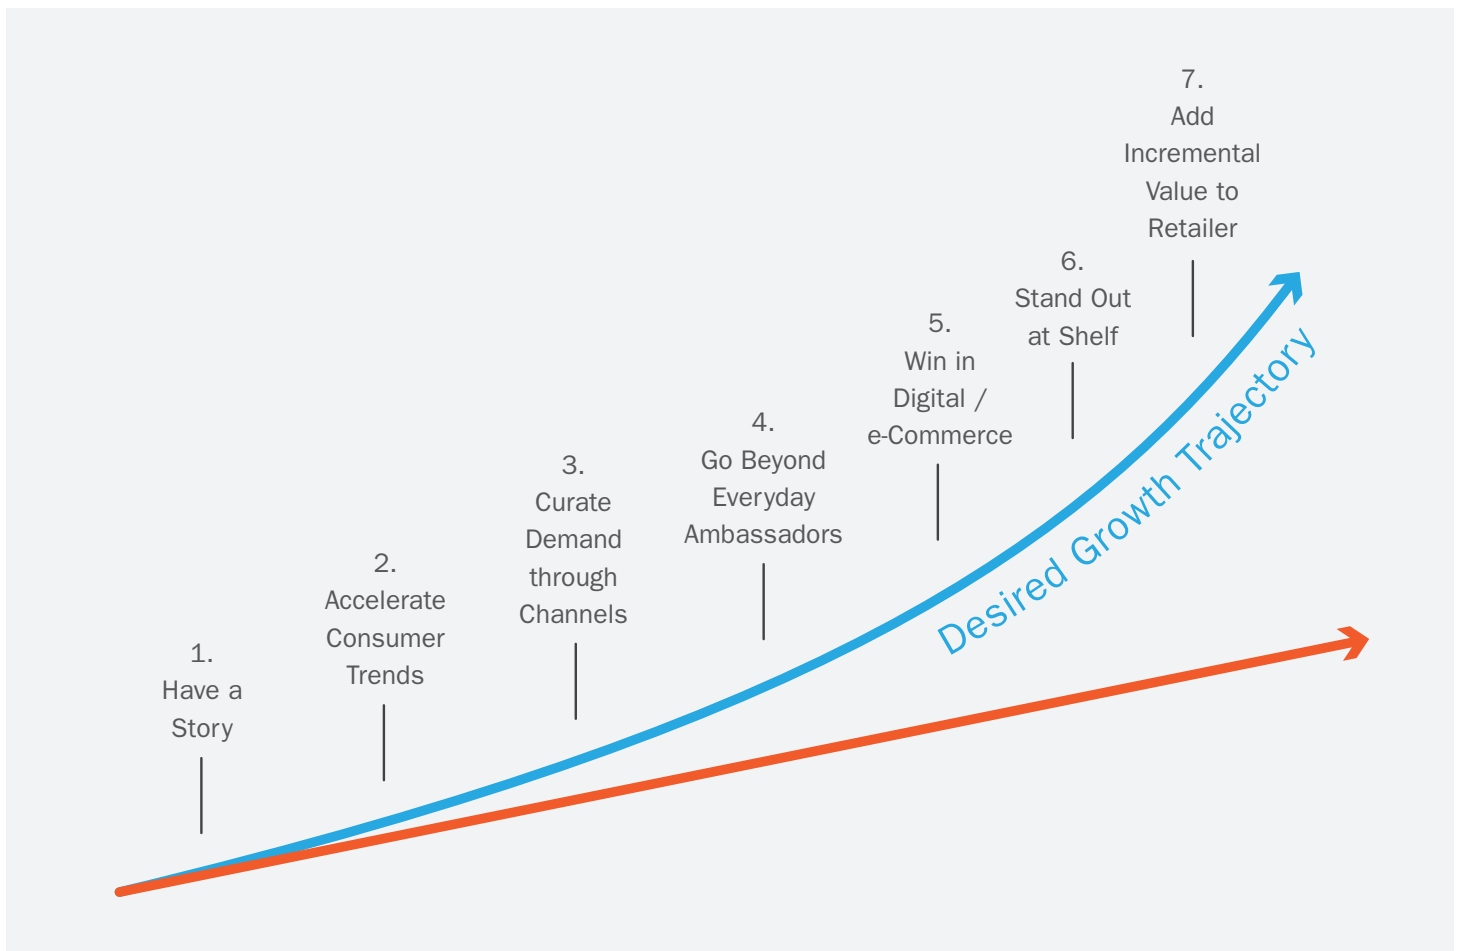 1.
Have a
Story
2.
Accelerate
Consumer
Trends
3.
Curate
Demand
through
Channels
4.
Go Beyond
Everyday
Ambassadors
5.
Win in
Digital /
e-Commerce
6.
Stand Out
at Shelf
7.
Add
Incremental
Value to
Retailer
Desired Growth Trajectory